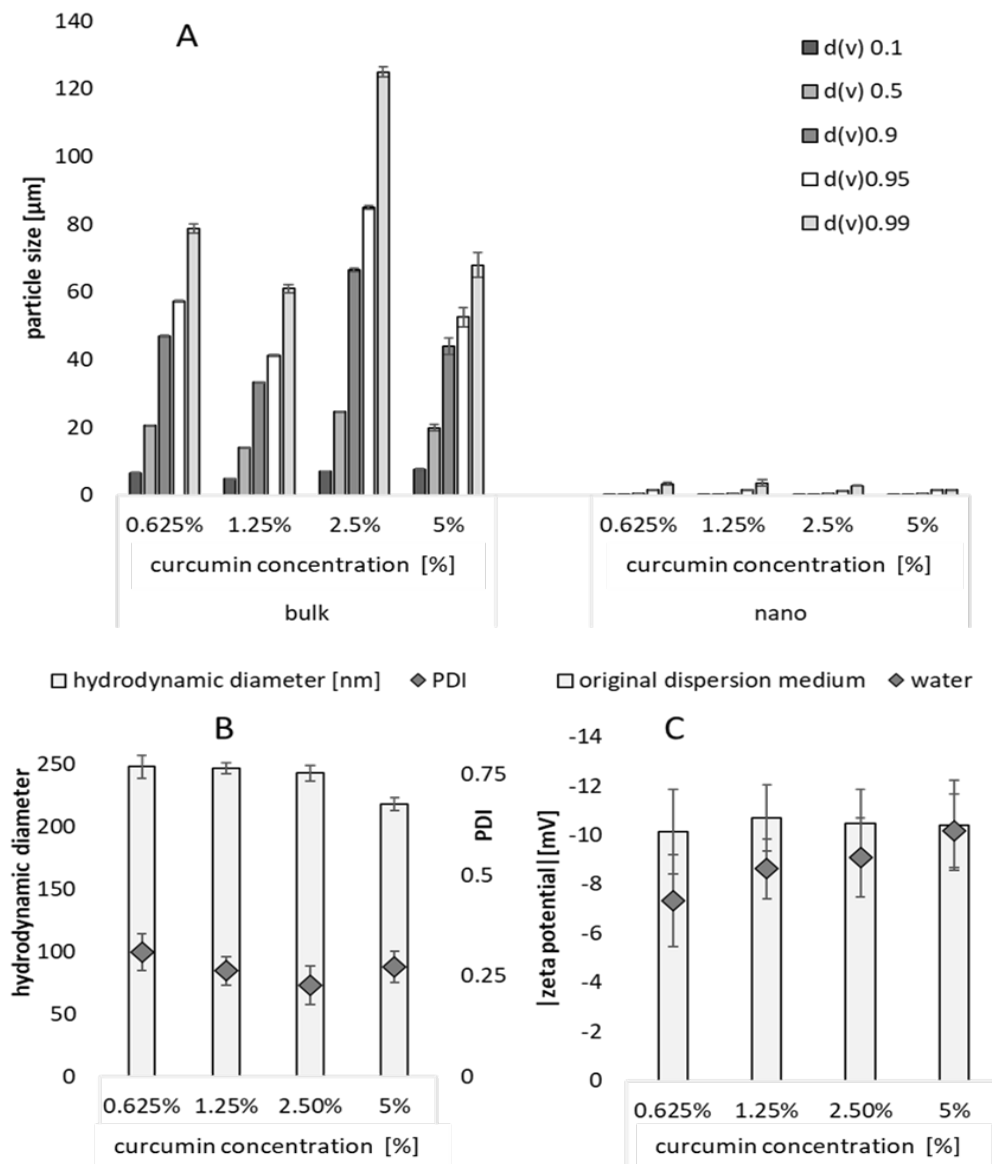 A
140
120
100
80
60
40
20
0
particle size [µm]
d(v) 0.1
d(v) 0.5
d(v)0.9
d(v)0.95
d(v)0.99
0.625% 1.25% 2.5% 5%
curcumin concentration [%]
bulk
0.625% 1.25% 2.5% 5%
curcumin concentration [%]
nano
hydrodynamic diameter [nm] PDI
B
250
200
150
100
50
0
hydrodynamic diameter
0.75
0.5
0.25
0
PDI
0.625% 1.25% 2.50% 5%
curcumin concentration [%]
original dispersion medium water
C
-14
-12
-10
-8
-6
-4
-2
0
|zeta potential| [mV]
0.625% 1.25% 2.50% 5%
curcumin concentration [%]